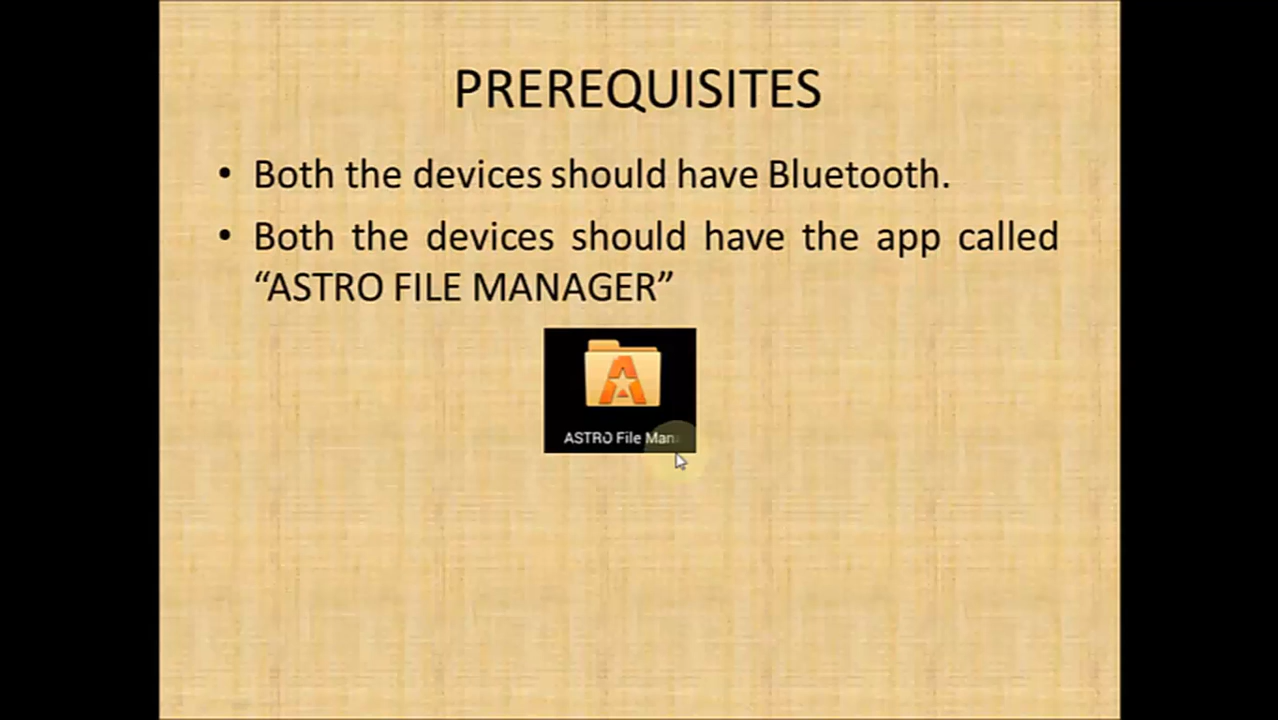 PREREQUISITES
• Both the devices should have Bluetooth.
• Both the devices should have the app called
“ASTRO FILE MANAGER”
ASTRO File Man